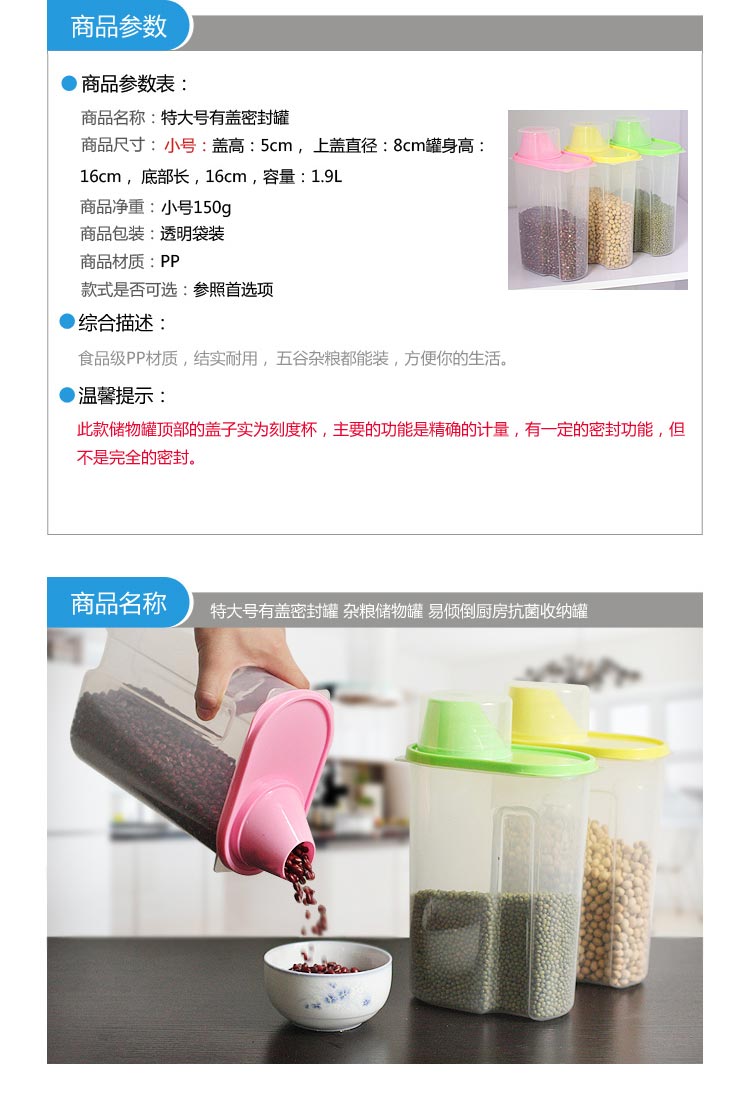 商品参数
商品参数表：
商品名称：特大号有盖密封罐
商品尺寸： 小号：盖高：5cm， 上盖直径：8cm罐身高：
16cm， 底部长，16cm，容量：1.9L
商品净重：小号150g
商品包装：透明袋装
商品材质：PP
款式是否可选：参照首选项
综合描述：
食品级PP材质，结实耐用， 五谷杂粮都能装，方便你的生活。
温馨提示：
此款储物罐顶部的盖子实为刻度杯，主要的功能是精确的计量，有一定的密封功能，但
不是完全的密封。
商品名称
特大号有盖密封罐 杂粮储物罐 易倾倒厨房抗菌收纳罐